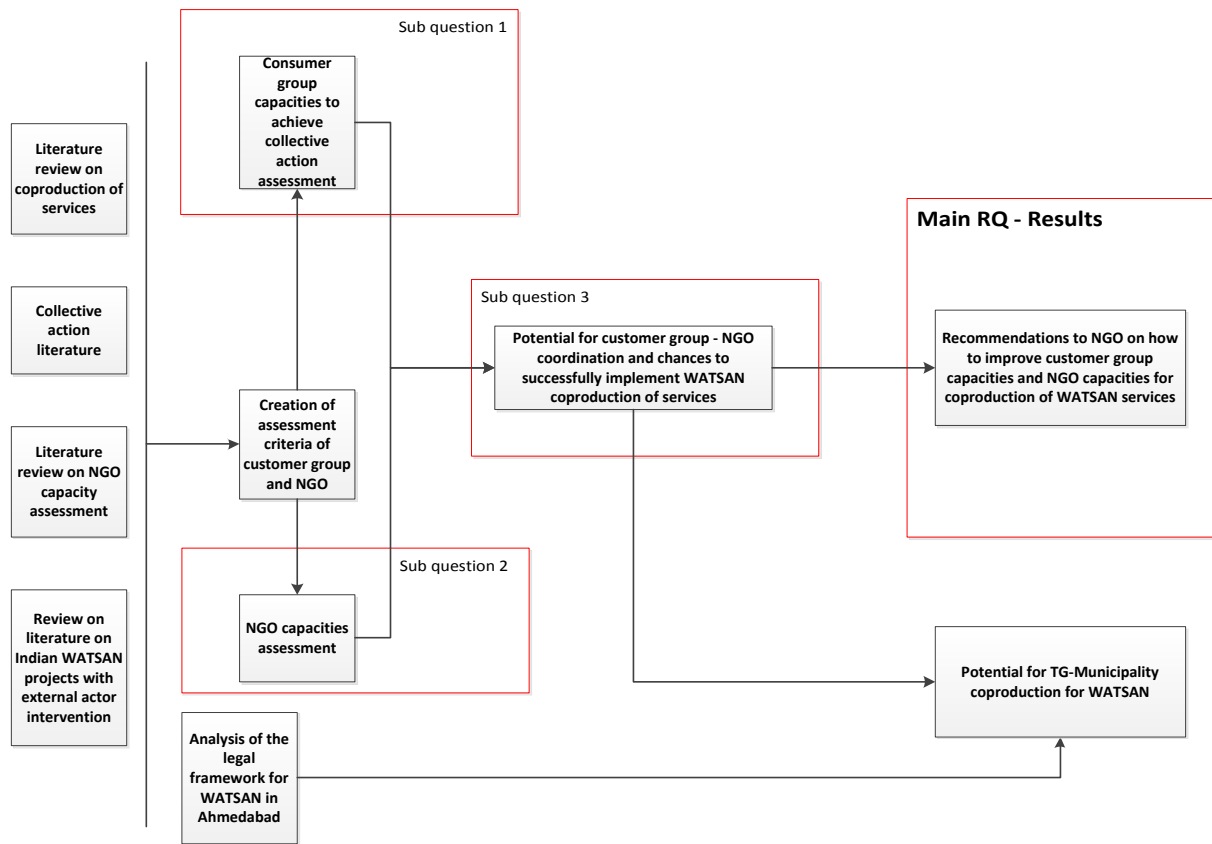 Literature
review on
coproduction of
services
Collective
action
literature
Literature
review on NGO
capacity
assessment
Review on
literature on
Indian WATSAN
projects with
external actor
intervention
Sub question 1
Consumer
group
capacities to
achieve
collective
action
assessment
Creation of
assessment
criteria of
customer group
and NGO
Sub question 2
NGO capacities
assessment
Analysis of the
legal
framework for
WATSAN in
Ahmedabad
Sub question 3
Potential for customer group - NGO
coordination and chances to
successfully implement WATSAN
coproduction of services
Main RQ - Results
Recommendations to NGO on how
to improve customer group
capacities and NGO capacities for
coproduction of WATSAN services
Potential for TG-Municipality
coproduction for WATSAN